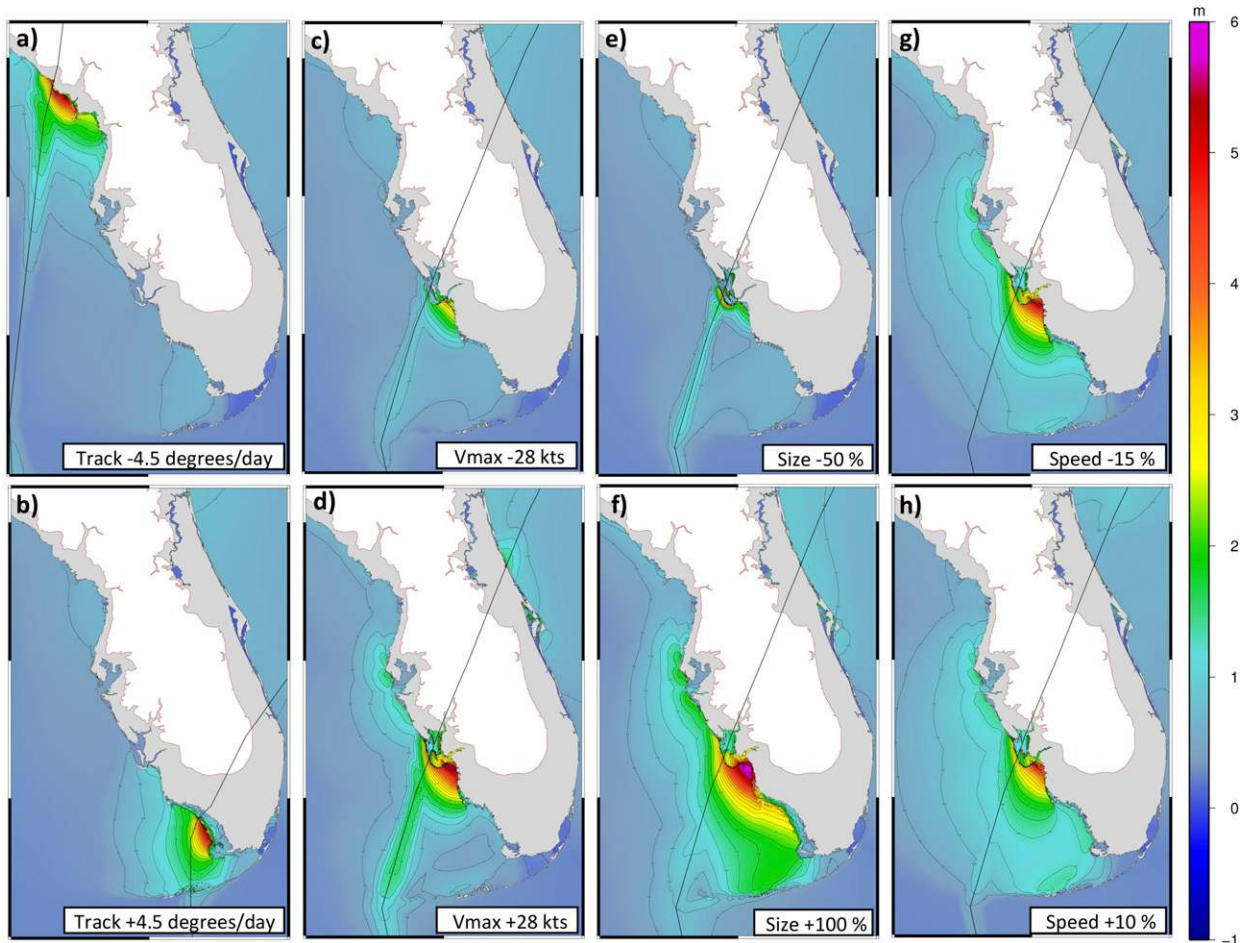 a)
c)
e)
g)
m
6
5
4
3
2
1
0
−1
Track -4.5 degrees/day
Vmax -28 kts
Size -50 %
Speed -15 %
b)
d)
f)
h)
Track +4.5 degrees/day
Vmax +28 kts
Size +100 %
Speed +10 %